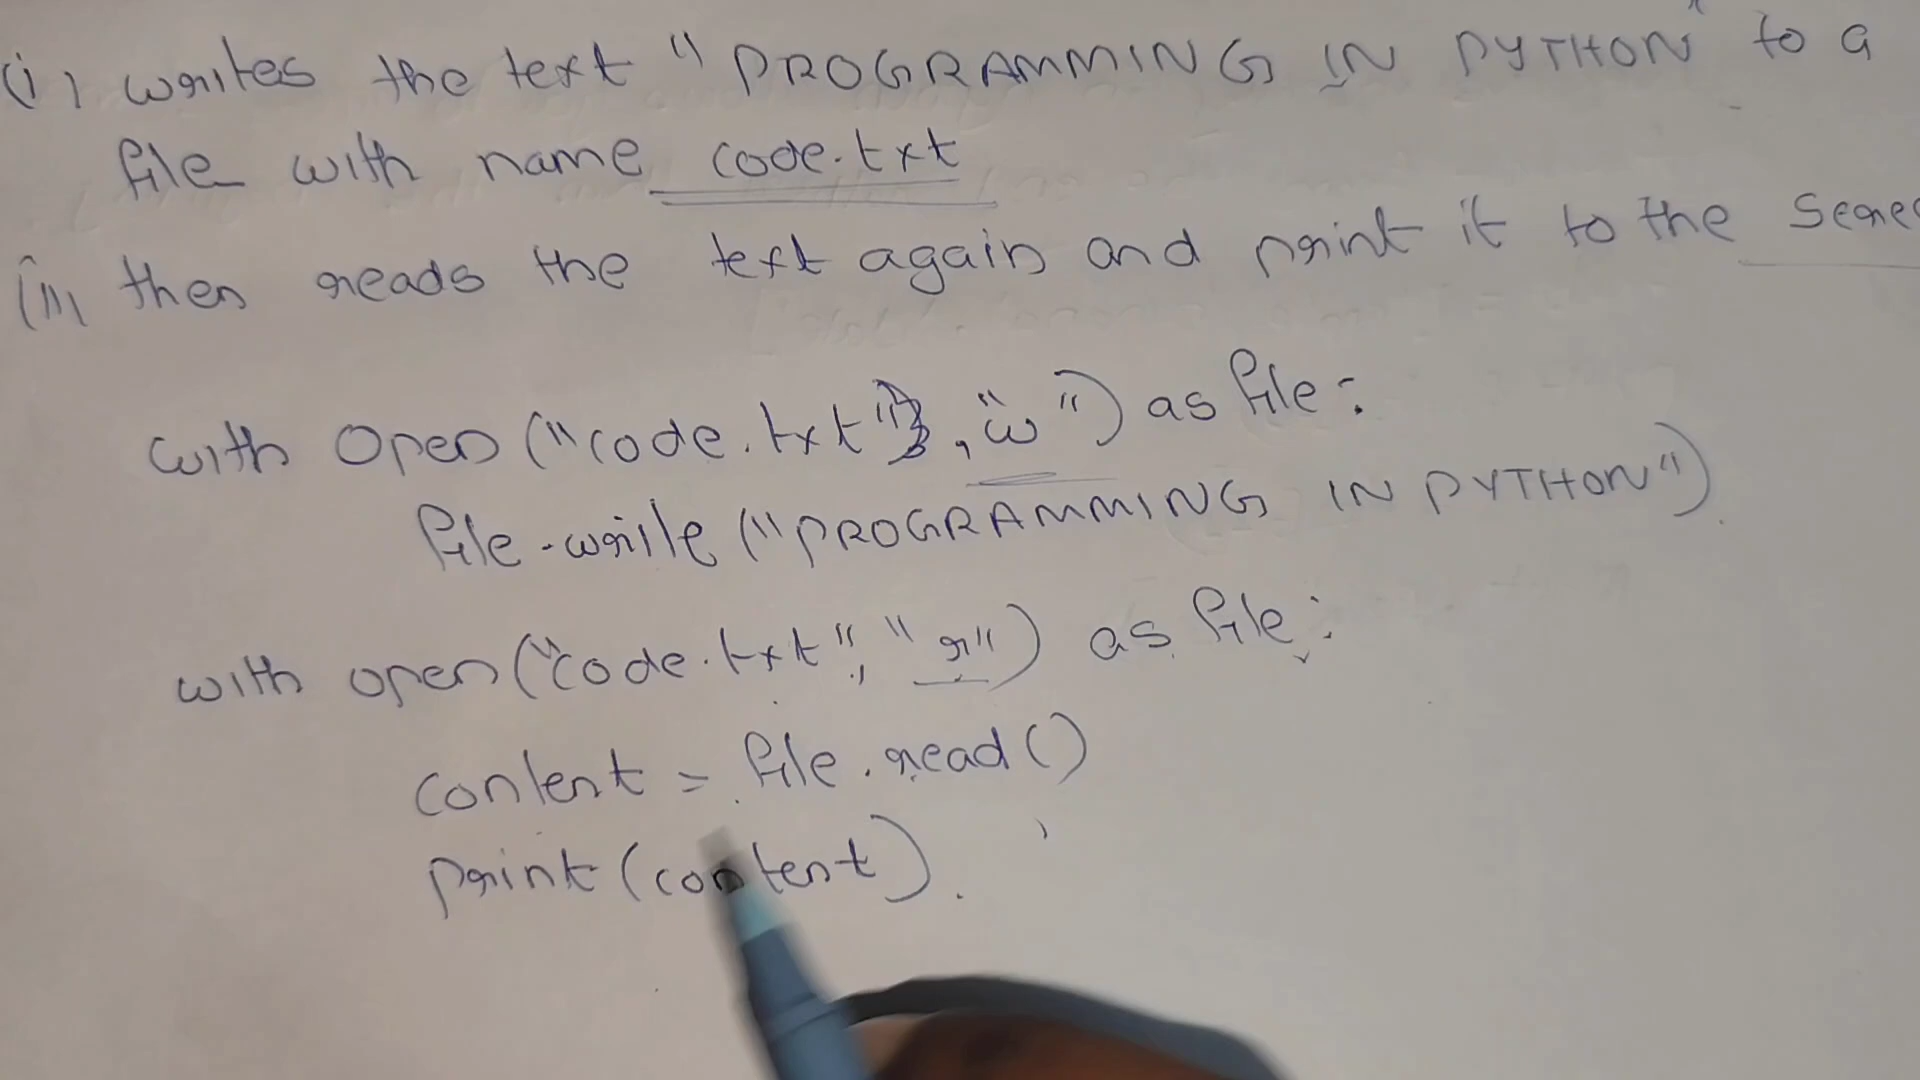 (i) writes the text "PROGRAMMING IN PYTHON" to a
file with name code.txt
(ii) then reads the text again and print it to the scree
with open("code.txt", "w") as file:
file.write("PROGRAMMING IN PYTHON")
with open("code.txt", "r") as file:
content = file.read()
print(content).